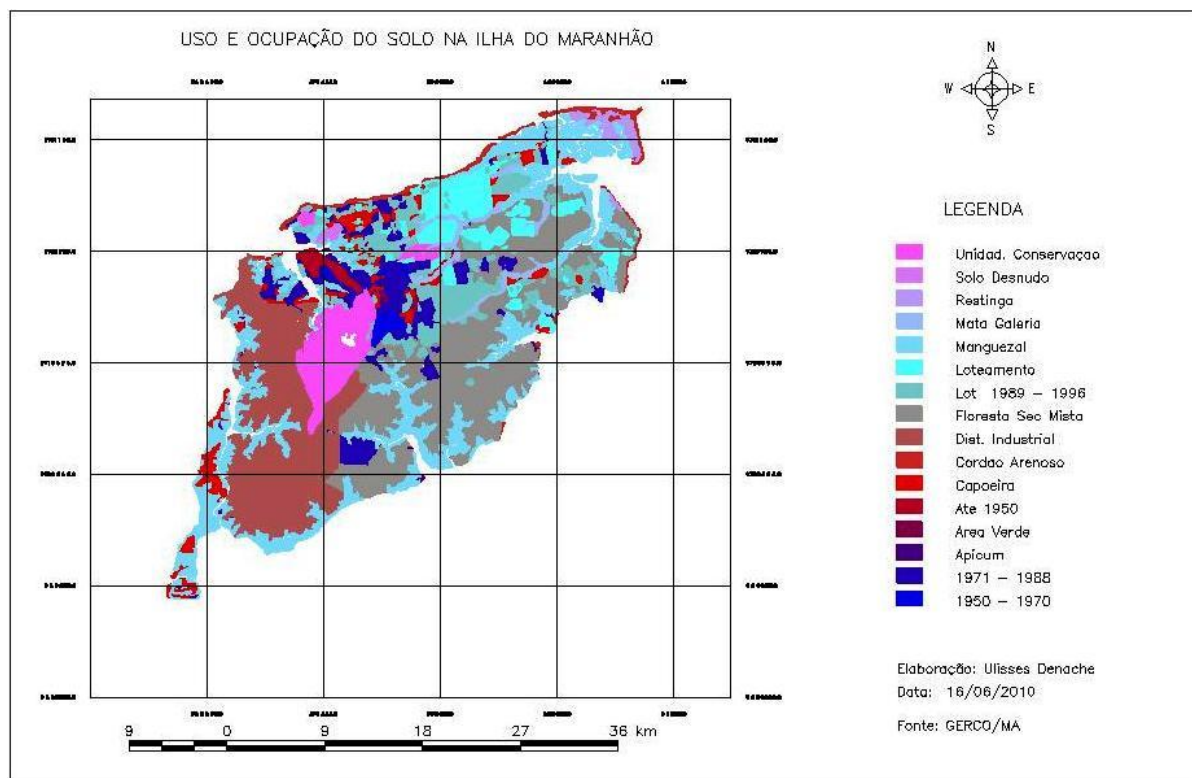 USO E OCUPAÇÃO DO SOLO NA ILHA DO MARANHÃO
N
W E
S
LEGENDA
Unidad. Conservaçao
Solo Desnudo
Restinga
Mata Galeria
Manguezal
Loteamento
Lot 1989 – 1996
Floresta Sec Mista
Dist. Industrial
Cordao Arenoso
Capoeira
Ate 1950
Area Verde
Apicum
1971 – 1988
1950 – 1970
Elaboração: Ulisses Denache
Data: 16/06/2010
Fonte: GERCO/MA
9 0 9 18 27 36 km